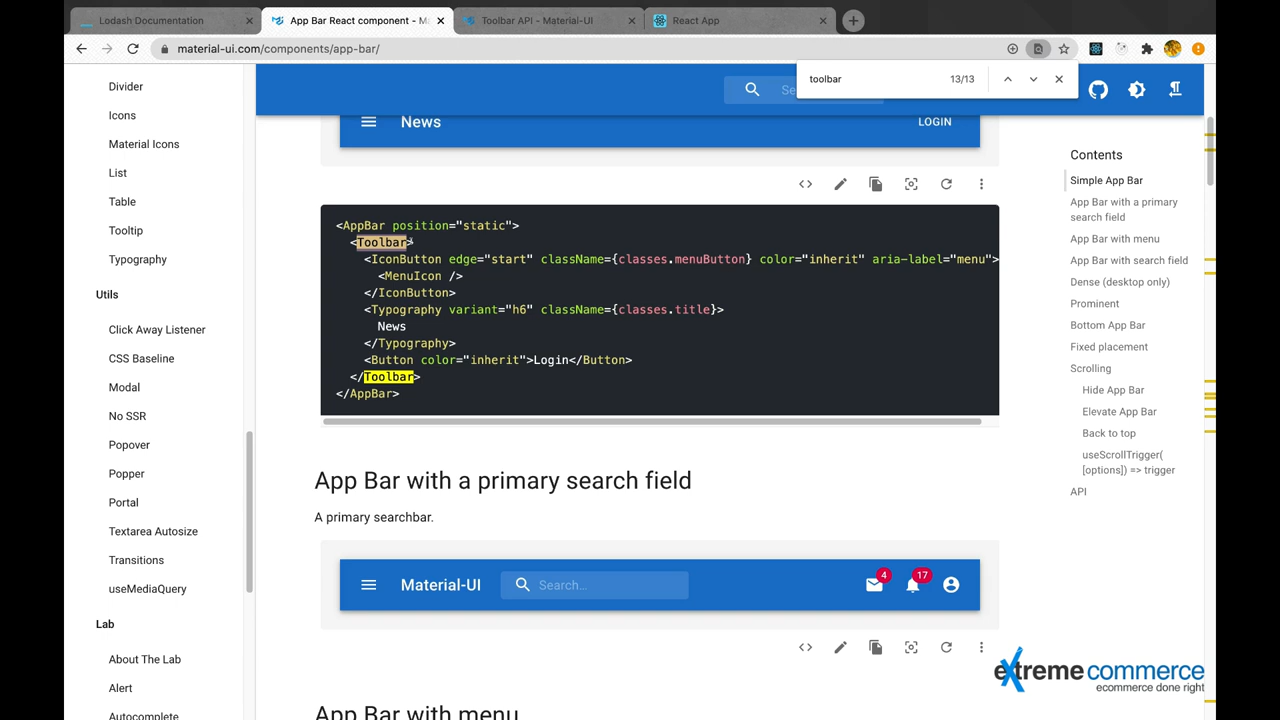 Lodash Documentation
App Bar React component - M
Toolbar API - Material-UI
React App
material-ui.com/components/app-bar/
toolbar
13/13
Se
Divider
Icons
Material Icons
List
Table
Tooltip
Typography
Utils
Click Away Listener
CSS Baseline
Modal
No SSR
Popover
Popper
Portal
Textarea Autosize
Transitions
useMediaQuery
Lab
About The Lab
Alert
Autocomplete
News
LOGIN
<AppBar position="static">
<Toolbar>
<IconButton edge="start" className={classes.menuButton} color="inherit" aria-label="menu">
<MenuIcon />
</IconButton>
<Typography variant="h6" className={classes.title}>
News
</Typography>
<Button color="inherit">Login</Button>
</Toolbar>
</AppBar>
App Bar with a primary search field
A primary searchbar.
Material-UI
Search...
4
17
App Bar with menu
Contents
Simple App Bar
App Bar with a primary
search field
App Bar with menu
App Bar with search field
Dense (desktop only)
Prominent
Bottom App Bar
Fixed placement
Scrolling
Hide App Bar
Elevate App Bar
Back to top
useScrollTrigger(
[options]) => trigger
API
extreme commerce
ecommerce done right